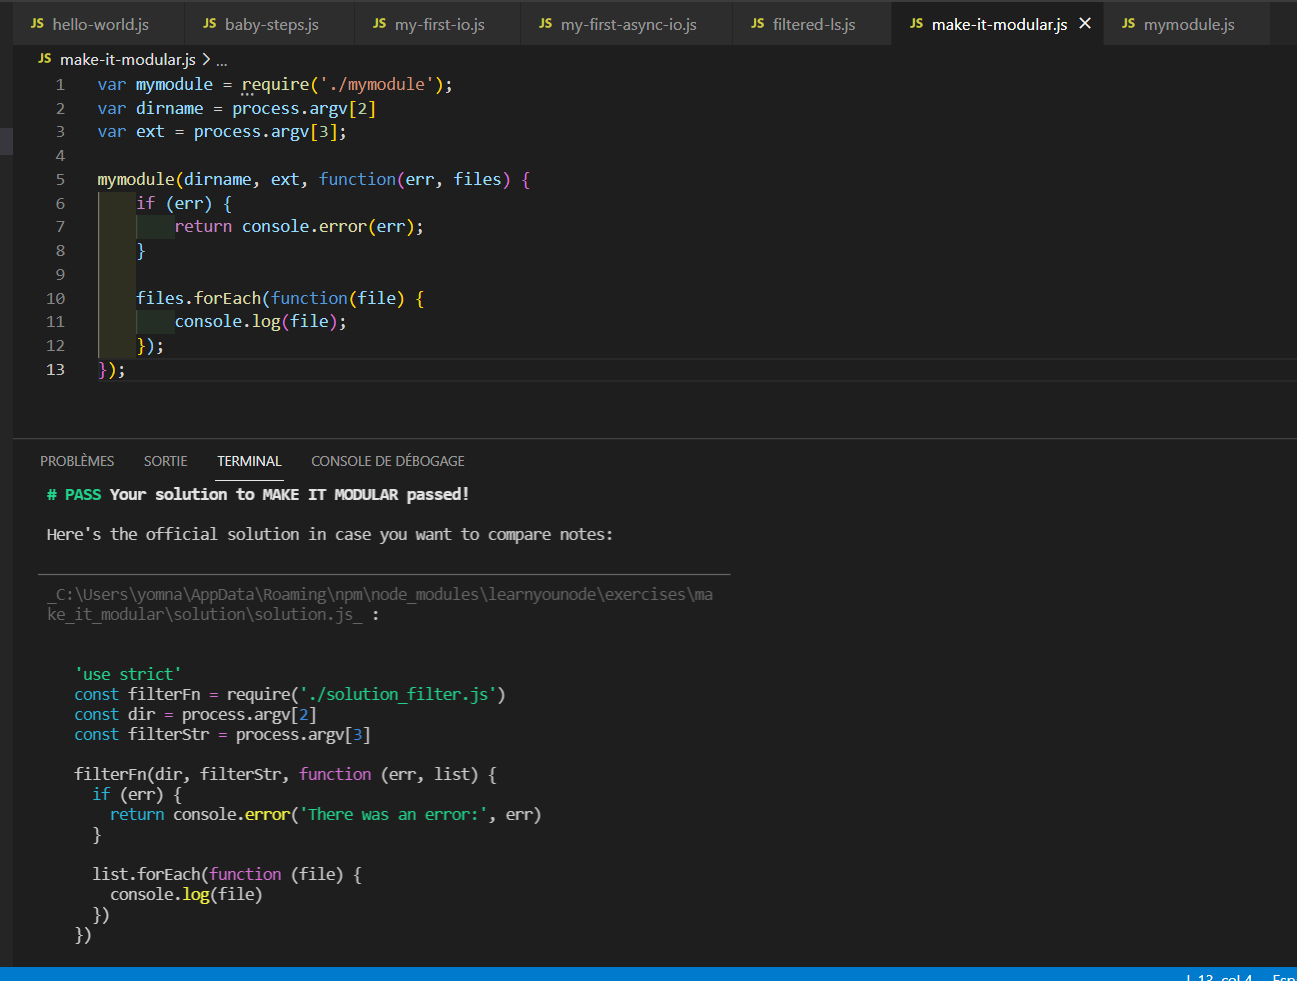 JS hello-world.js JS baby-steps.js JS my-first-io.js JS my-first-async-io.js JS filtered-ls.js JS make-it-modular.js × JS mymodule.js
JS make-it-modular.js > ...
1 var mymodule = require('./mymodule');
2 var dirname = process.argv[2]
3 var ext = process.argv[3];
4
5 mymodule(dirname, ext, function(err, files) {
6 if (err) {
7 return console.error(err);
8 }
9
10 files.forEach(function(file) {
11 console.log(file);
12 });
13 });
PROBLÈMES SORTIE TERMINAL CONSOLE DE DÉBOGAGE
# PASS Your solution to MAKE IT MODULAR passed!
Here's the official solution in case you want to compare notes:
_C:\Users\yomna\AppData\Roaming\npm\node_modules\learnyounode\exercises\ma
ke_it_modular\solution\solution.js_ :
'use strict'
const filterFn = require('./solution_filter.js')
const dir = process.argv[2]
const filterStr = process.argv[3]
filterFn(dir, filterStr, function (err, list) {
if (err) {
return console.error('There was an error:', err)
}
list.forEach(function (file) {
console.log(file)
})
})
L 13, col 4